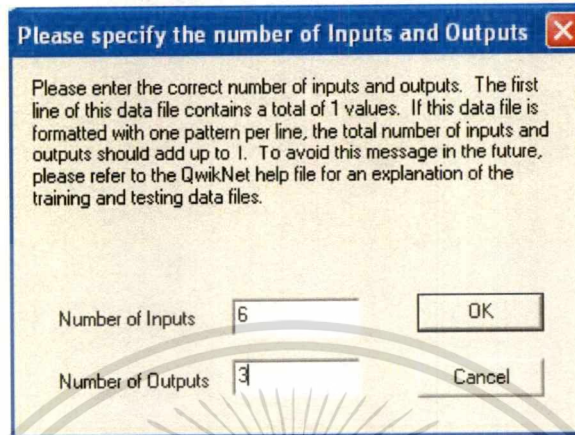 Please specify the number of Inputs and Outputs
Please enter the correct number of inputs and outputs. The first
line of this data file contains a total of 1 values. If this data file is
formatted with one pattern per line, the total number of inputs and
outputs should add up to 1. To avoid this message in the future,
please refer to the QwikNet help file for an explanation of the
training and testing data files.
Number of Inputs 6 OK
Number of Outputs 3 Cancel